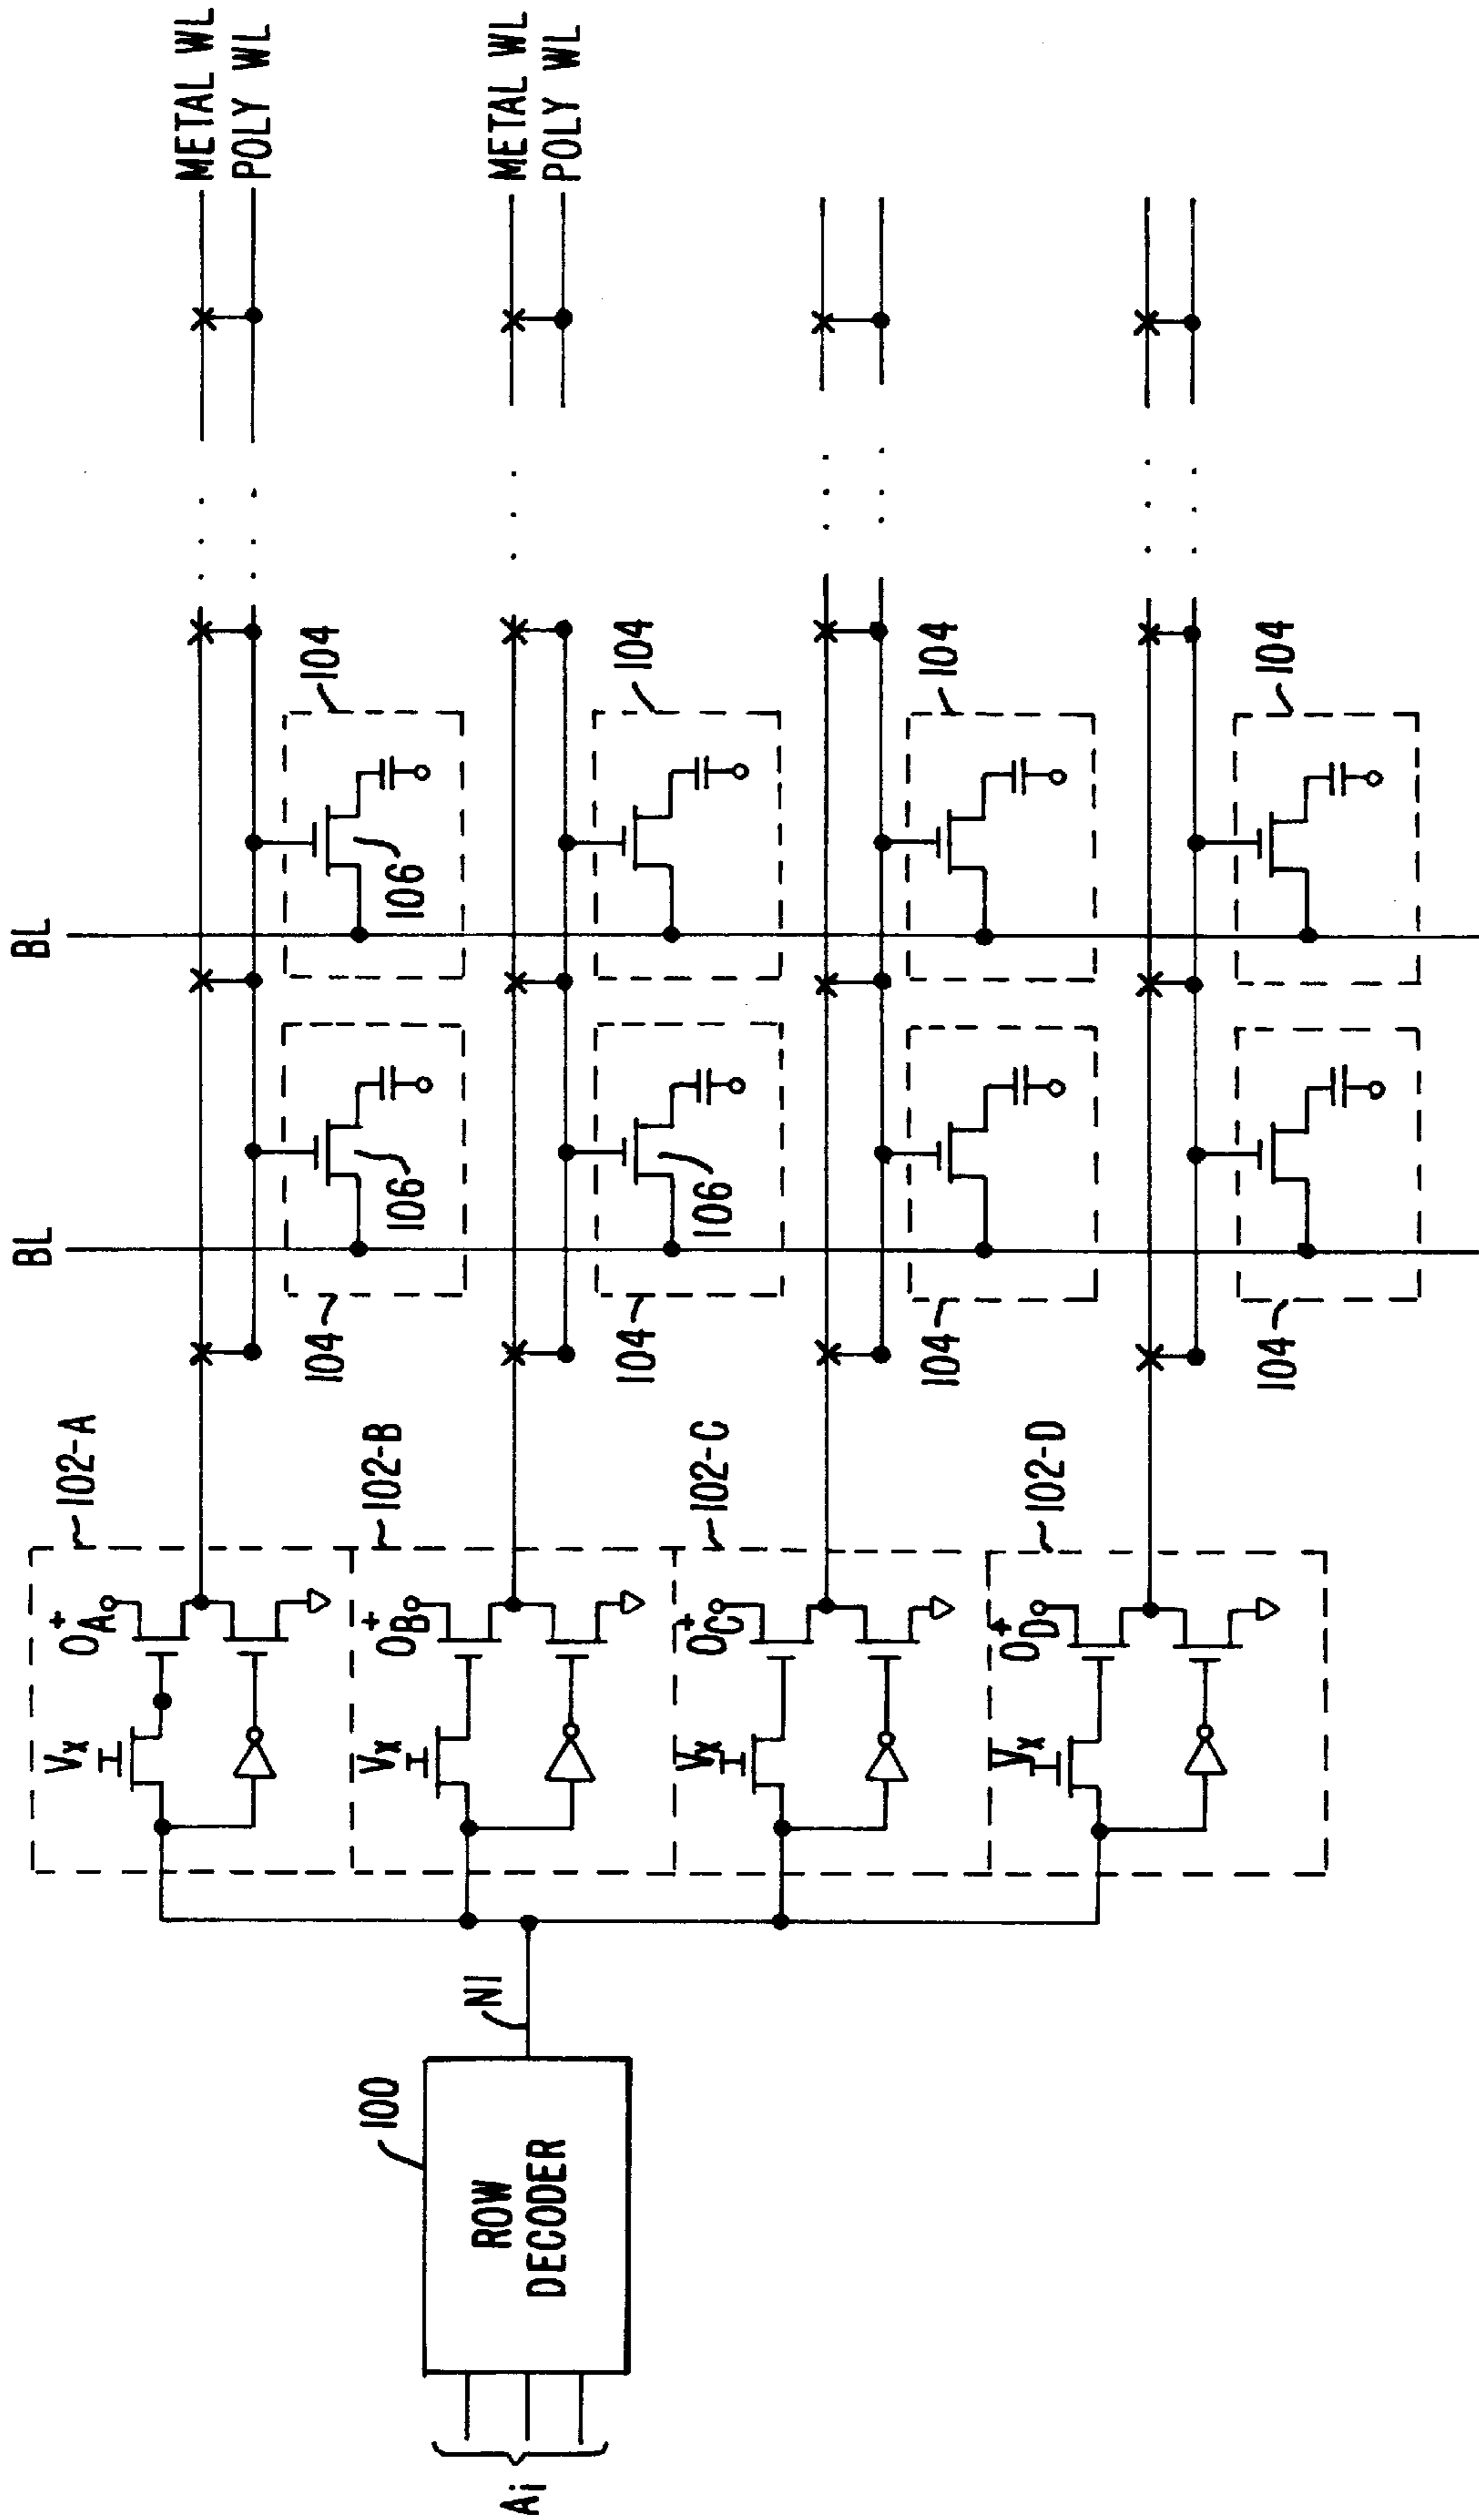 BL
BL
METAL WL
POLY WL
METAL WL
POLY WL
102-A
102-B
102-C
102-D
O+A
O+B
O+C
O+D
Vx
Vx
Vx
Vx
104
104
104
104
104
104
104
104
106
106
106
N1
100
ROW
DECODER
Ai